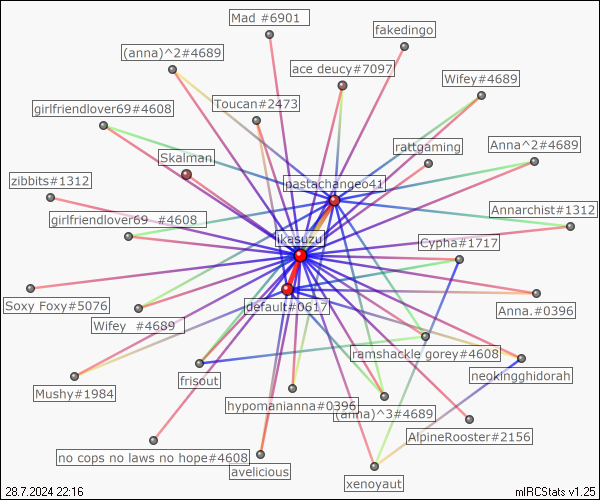 Mad #6901
fakedingo
(anna)^2#4689
ace deucy#7097
Wifey#4689
girlfriendlover69#4608
Toucan#2473
rattgaming
Anna^2#4689
Skalman
zibbits#1312
pastachangeo41
Annarchist#1312
girlfriendlover69 #4608
ikasuzu
Cypha#1717
Soxy Foxy#5076
default#0617
Anna.#0396
Wifey #4689
ramshackle gorey#4608
frisout
neokingghidorah
Mushy#1984
hypomanianna#0396
(anna)^3#4689
AlpineRooster#2156
no cops no laws no hope#4608
avelicious
xenoyaut
28.7.2024 22:16
mIRCStats v1.25